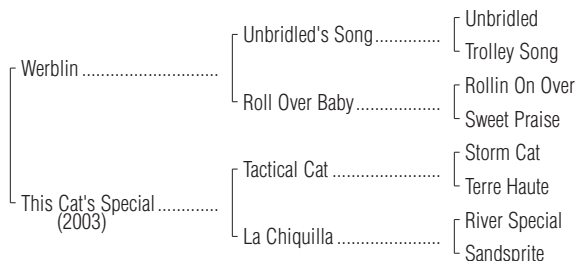 Unbridled
Unbridled's Song..............
Trolley Song
Werblin .............................
Rollin On Over
Roll Over Baby..................
Sweet Praise
Storm Cat
Tactical Cat .......................
Terre Haute
This Cat's Special.............
(2003)
River Special
La Chiquilla ......................
Sandsprite